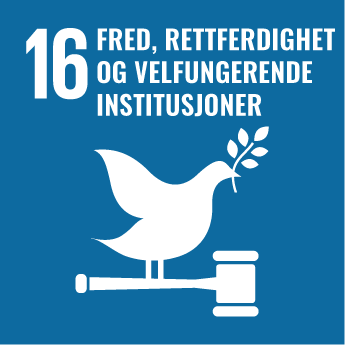 16 FRED, RETTFERDIGHET
OG VELFUNGERENDE
INSTITUSJONER